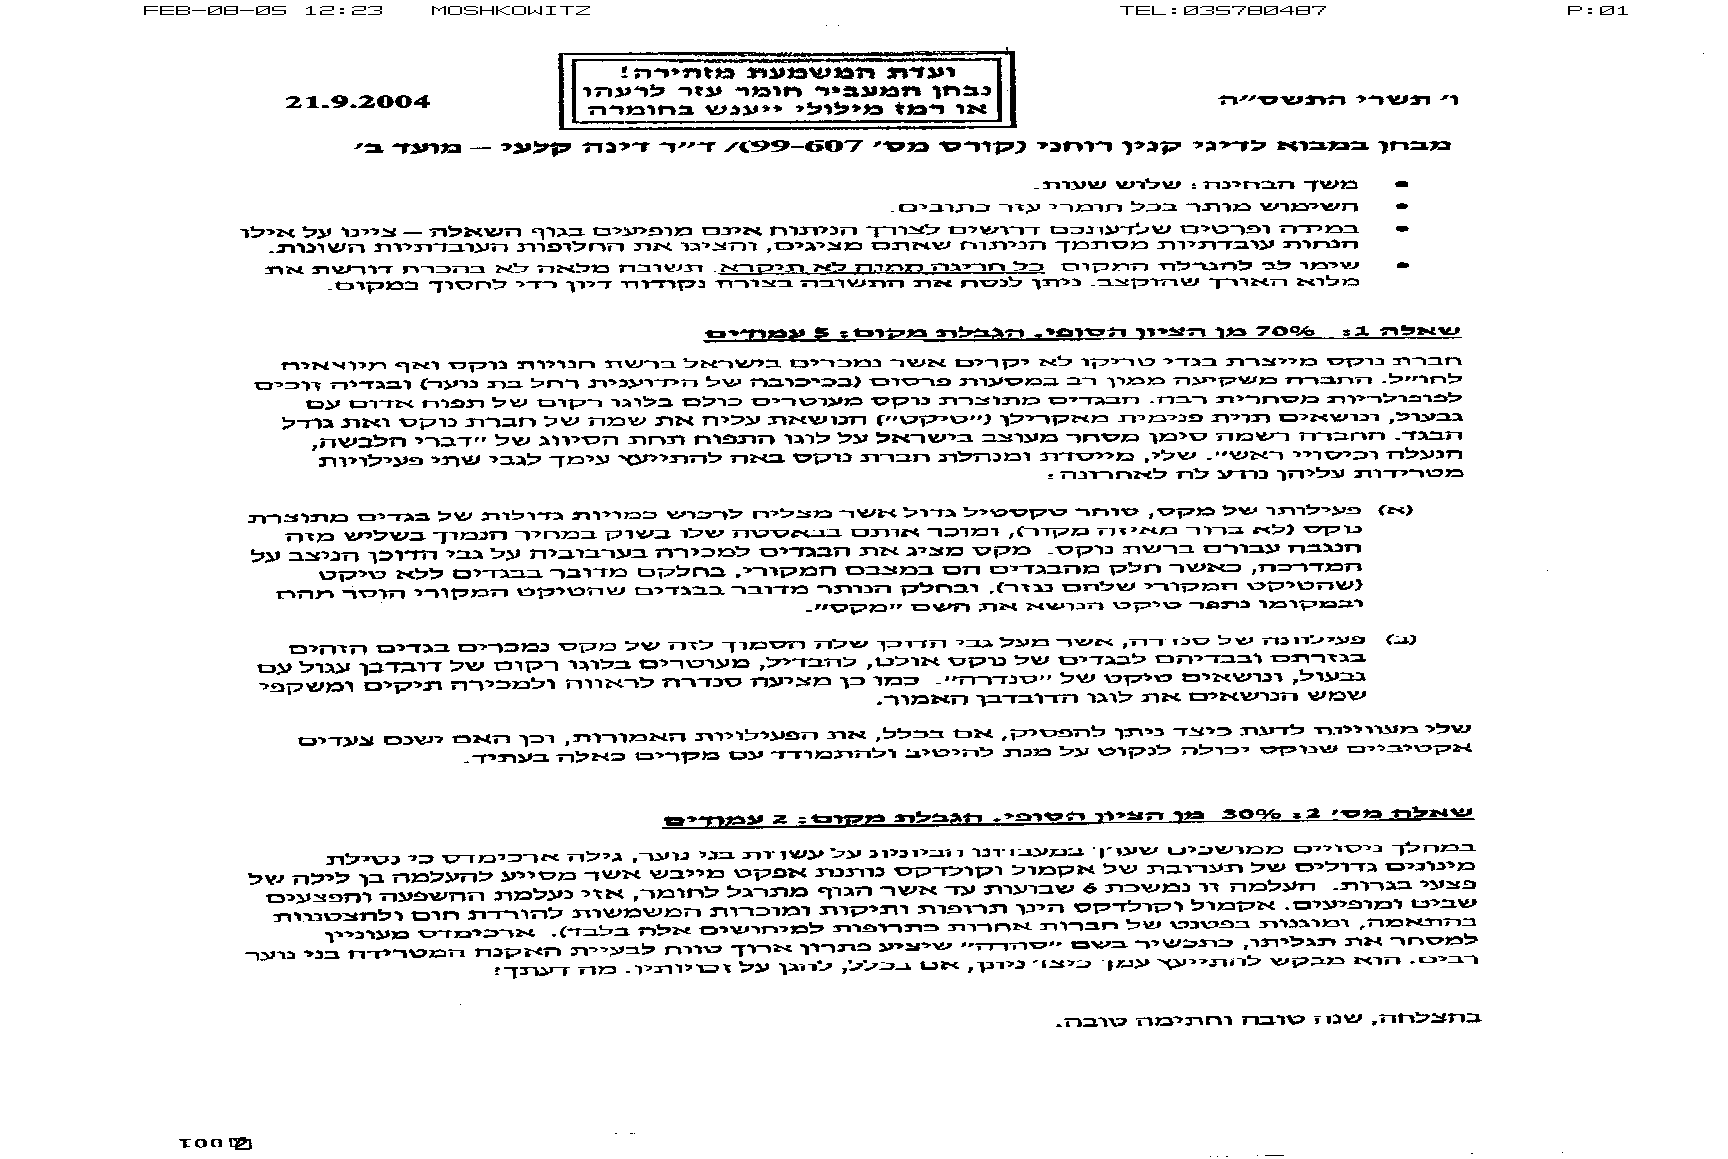 FEB-08-05 12:23 MOSHKOWITZ TEL:035780487 P:01
ועדת המשמעת מזהירה!
נבחן המעביר חומר עזר לרעהו
או רמז מילולי ייענש בחומרה
ו' תשרי התשס"ה
21.9.2004
מבחן במבוא לדיני קנין רוחני (קורס מס' 99-607)/ ד"ר דינה קלעי – מועד ב'
• משך הבחינה: שלוש שעות.
• השימוש מותר בכל חומרי עזר כתובים.
• במידה ופרטים שלדעתכם דרושים לצורך הניתוח אינם מופיעים בגוף השאלה – ציינו על אילו
הנחות עובדתיות מסתמך הניתוח שאתם מציגים, והציגו את החלופות העובדתיות השונות.
• שימו לב להגבלת המקום כל חריגה ממנה לא תיקרא. תשובה מלאה לא בהכרח דורשת את
מלוא האורך שהוקצב. ניתן לנסח את התשובה בצורת נקודות דיון כדי לחסוך במקום.
שאלה 1: 70% מן הציון הסופי. הגבלת מקום: 5 עמודים
חברת נוקס מייצרת בגדי טריקו לא יקרים אשר נמכרים בישראל ברשת חנויות נוקס ואף מיוצאים
לחו"ל. החברה משקיעה ממון רב במסעות פרסום (בכיכובה של הידוענית רחל בת נוער) ובגדיה זוכים
לפופולריות מסחרית רבה. הבגדים מתוצרת נוקס מעוטרים כולם בלוגו רקום של תפוח אדום עם
גבעול, ונושאים תוית פנימית מאקרילן ("טיקט") הנושאת עליה את שמה של חברת נוקס ואת גודל
הבגד. החברה רשמה סימן מסחר מעוצב בישראל על לוגו התפוח תחת הסיווג של "דברי הלבשה,
הנעלה וכיסויי ראש". שלי, מייסדת ומנהלת חברת נוקס באה להתייעץ עימך לגבי שתי פעילויות
מטרידות עליהן נודע לה לאחרונה:
(א) פעילותו של מקס, סוחר טקסטיל גדול אשר מצליח לרכוש כמויות גדולות של בגדים מתוצרת
נוקס (לא ברור מאיזה מקור), ומוכר אותם בבאסטה שלו בשוק במחיר הנמוך בשליש מזה
הנגבה עבורם ברשת נוקס. מקס מציג את הבגדים למכירה בערבוביה על גבי הדוכן הניצב על
המדרכה, כאשר חלק מהבגדים הם במצבם המקורי, בחלקם מדובר בבגדים ללא טיקט
(שהטיקט המקורי שלהם נגזר), ובחלק הנותר מדובר בבגדים שהטיקט המקורי הוסר מהם
ובמקומו נתפר טיקט הנושא את השם "מקס".
(ב) פעילותה של סנדרה, אשר מעל גבי הדוכן שלה הסמוך לזה של מקס נמכרים בגדים הזהים
בגזרתם ובבדיהם לבגדים של נוקס אולם, להבדיל, מעוטרים בלוגו רקום של דובדבן עגול עם
גבעול, ונושאים טיקט של "סנדרה". כמו כן מציעה סנדרה לראווה ולמכירה תיקים ומשקפי
שמש הנושאים את לוגו הדובדבן האמור.
שלי מעוניינת לדעת כיצד ניתן להפסיק, אם בכלל, את הפעילויות האמורות, וכן האם ישנם צעדים
אקטיביים שנוקס יכולה לנקוט על מנת להיטיב ולהתמודד עם מקרים כאלה בעתיד.
שאלה מס' 2: 30% מן הציון הסופי. הגבלת מקום: 2 עמודים
במהלך ניסויים ממושכים שערך במעבדתו הביתית על עשרות בני נוער, גילה ארכימדס כי נטילת
מינונים גדולים של תערובת של אקמול וקולדקס נותנת אפקט מייבש אשר מסייע להעלמה בן לילה של
פצעי בגרות. העלמה זו נמשכת 6 שבועות עד אשר הגוף מתרגל לחומר, אזי נעלמת ההשפעה והפצעים
שבים ומופיעים. אקמול וקולדקס הינן תרופות ותיקות ומוכרות המשמשות להורדת חום ולהצטננות
בהתאמה, ומוגנות בפטנט של חברות אחרות כתרופות למיחושים אלה בלבד). ארכימדס מעוניין
למסחר את תגליתו, כתכשיר בשם "סהדה" שיציע פתרון ארוך טווח לבעיית האקנה המטרידה בני נוער
רבים. הוא מבקש להתייעץ עמך כיצד ניתן, אם בכלל, להגן על זכויותיו. מה דעתך?
בהצלחה, שנה טובה וחתימה טובה.
001